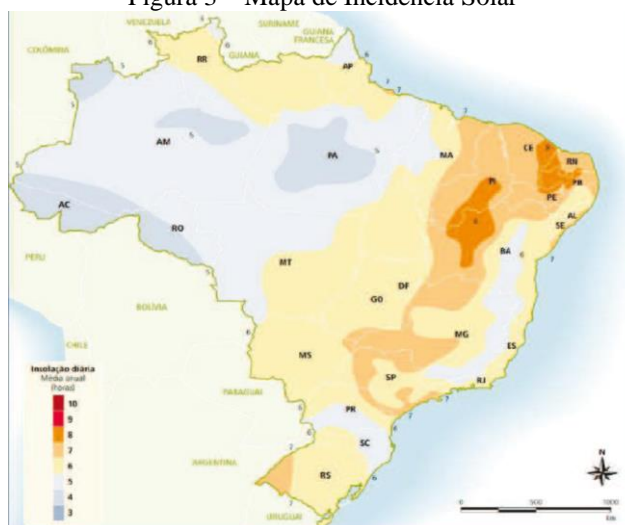 Figura 3 – Mapa de Incidência Solar
VENEZUELA
SURINAME
GUIANA
FRANCESA
GUIANA
COLÔMBIA
RR
AP
AM
PA
MA
CE
RN
PB
PI
PE
AL
SE
AC
RO
BA
PERU
MT
DF
GO
BOLÍVIA
MG
ES
MS
SP
RJ
CHILE
PARAGUAI
PR
SC
ARGENTINA
RS
URUGUAI
Insolação diária
Média anual
(horas)
10
9
8
7
6
5
4
3
N
0 500 1000
km